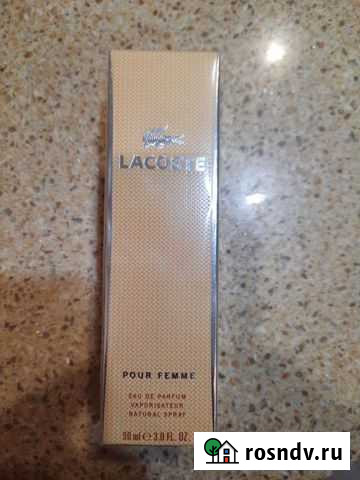 LACOSTE
POUR FEMME
EAU DE PARFUM
VAPORISATEUR
NATURAL SPRAY
90 ml ℮ 3.0 FL. OZ.
rosndv.ru